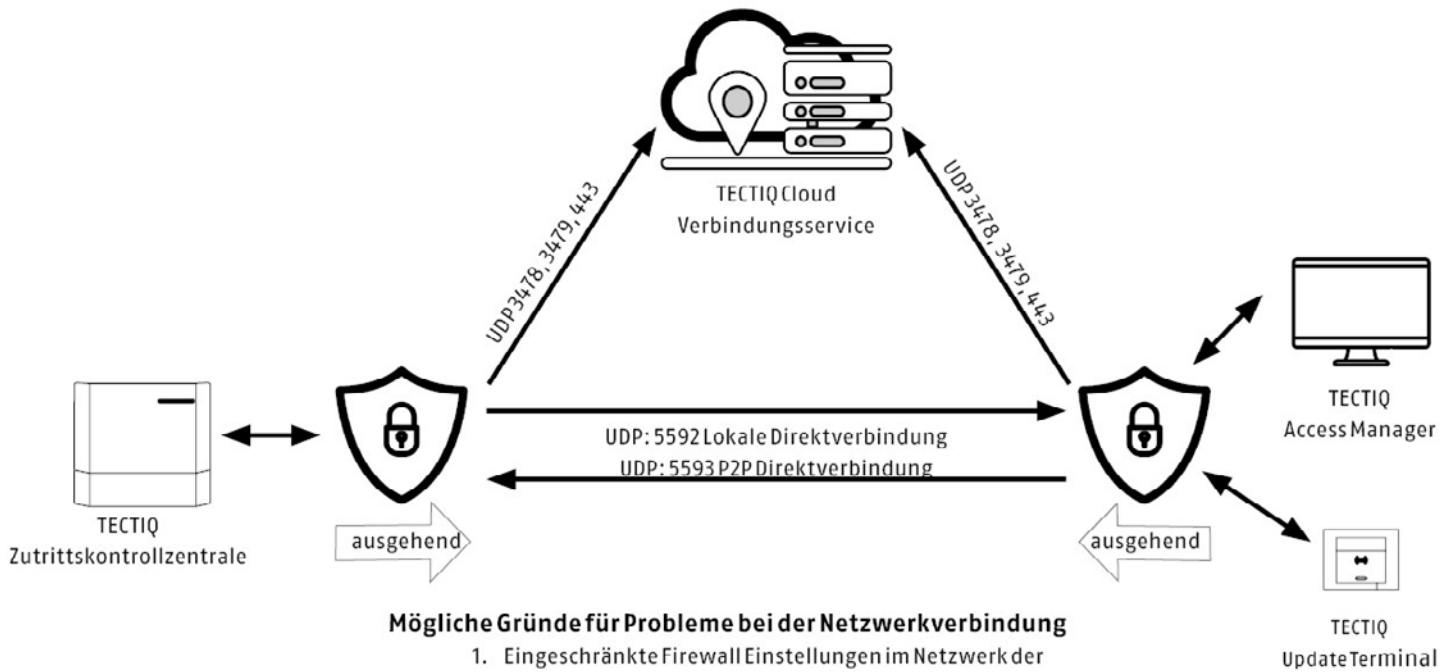 TECTIQ Cloud
Verbindungsservice
UDP 3478, 3479, 443
UDP 3478, 3479, 443
TECTIQ
Access Manager
UDP: 5592 Lokale Direktverbindung
UDP: 5593 P2P Direktverbindung
TECTIQ
Zutrittskontrollzentrale
ausgehend
ausgehend
TECTIQ
Update Terminal
Mögliche Gründe für Probleme bei der Netzwerkverbindung
1. Eingeschränkte Firewall Einstellungen im Netzwerk der